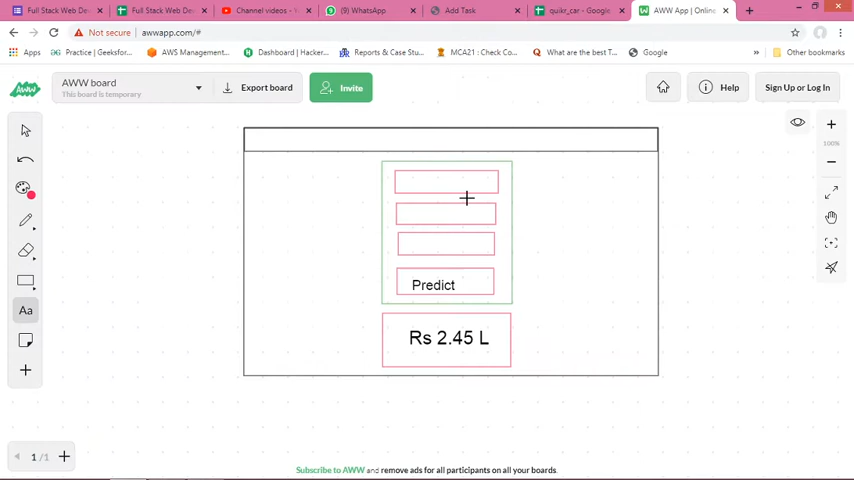 Full Stack Web De
Full Stack Web Dev
Channel videos - Y
(3) WhatsApp
Add Task
quikr_car - Google
AWW App | Online
Not secure | awwapp.com/#
Apps
Practice | Geeksfor...
AWS Management...
Dashboard | Hacker...
Reports & Case Stu...
MCA21 : Check Co...
What are the best T...
Google
Other bookmarks
AWW
AWW board
This board is temporary
Export board
Invite
Help
Sign Up or Log In
100%
Predict
Rs 2.45 L
Aa
1/1
Subscribe to AWW and remove ads for all participants on all your boards.